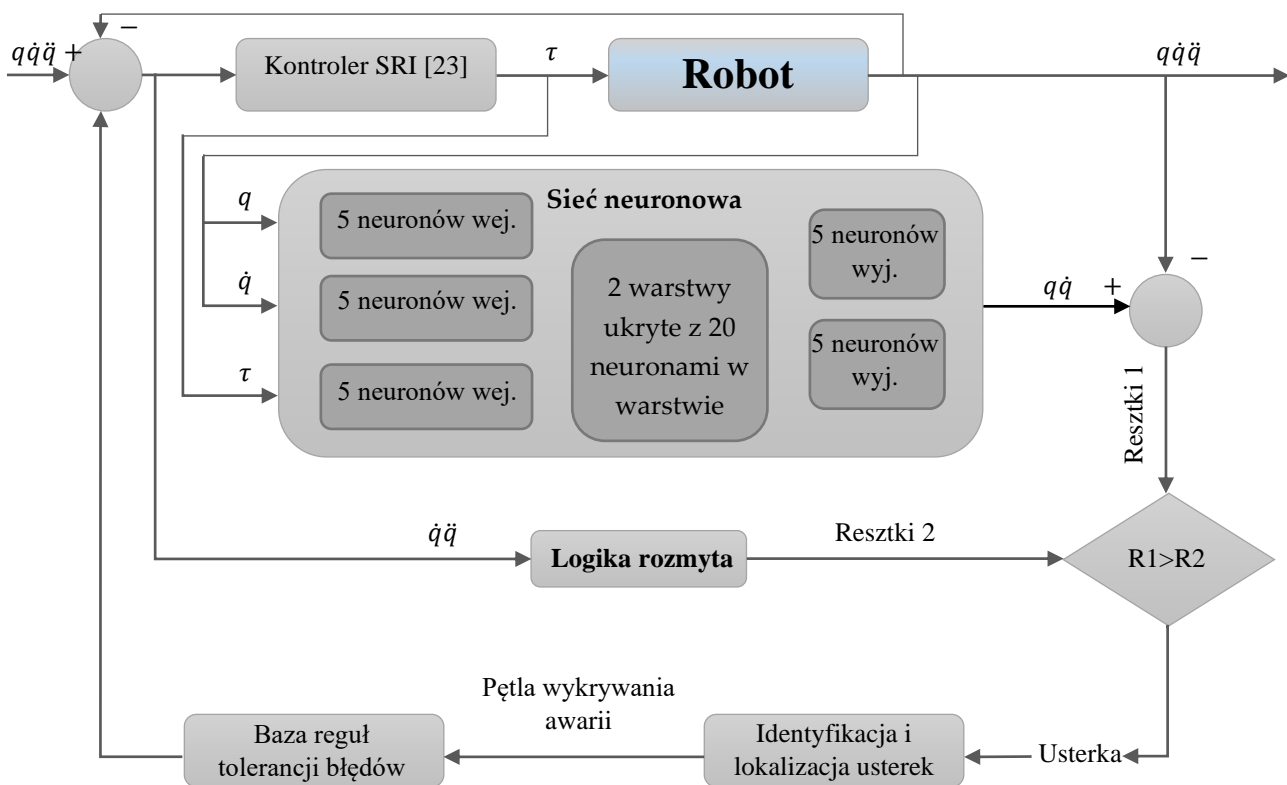 −
q q̇ q̈ +
Kontroler SRI [23]
τ
Robot
q q̇ q̈
Sieć neuronowa
q
5 neuronów wej.
5 neuronów
wyj.
q̇
5 neuronów wej.
2 warstwy
ukryte z 20
neuronami w
warstwie
5 neuronów
wyj.
τ
5 neuronów wej.
q q̇ +
−
Resztki 1
q̇ q̈
Logika rozmyta
Resztki 2
R1>R2
Pętla wykrywania
awarii
Baza reguł
tolerancji błędów
Identyfikacja i
lokalizacja usterek
Usterka